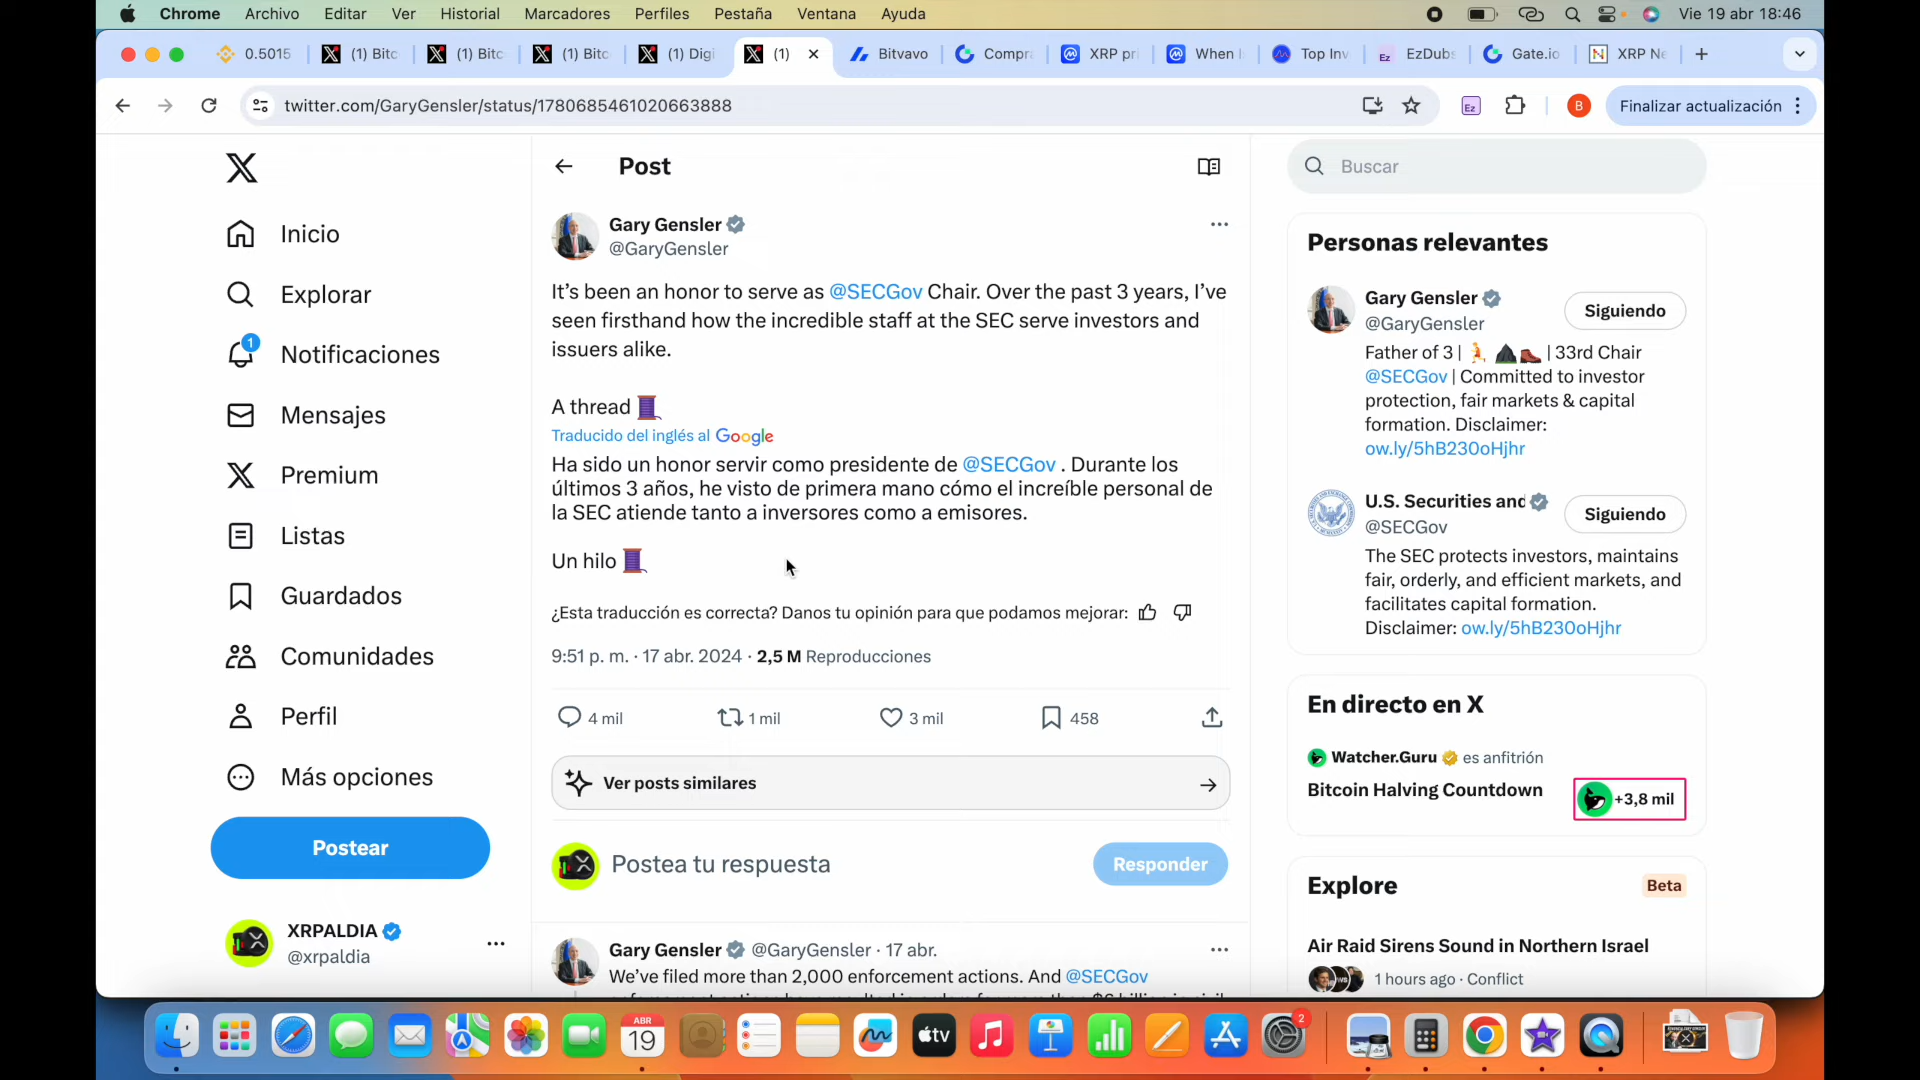 Chrome Archivo Editar Ver Historial Marcadores Perfiles Pestaña Ventana Ayuda Vie 19 abr 18:46
0.5015 (1) Bitc (1) Bitc (1) Bitc (1) Digi (1) Bitvavo Compra XRP pri When I Top Inv EzDubs Gate.io XRP Ne
twitter.com/GaryGensler/status/1780685461020663888
Ez
B
Finalizar actualización
Inicio
Explorar
1
Notificaciones
Mensajes
Premium
Listas
Guardados
Comunidades
Perfil
Más opciones
Postear
XRPALDIA
@xrpaldia
Post
Gary Gensler
@GaryGensler
It’s been an honor to serve as @SECGov Chair. Over the past 3 years, I’ve
seen firsthand how the incredible staff at the SEC serve investors and
issuers alike.
A thread
Traducido del inglés al Google
Ha sido un honor servir como presidente de @SECGov . Durante los
últimos 3 años, he visto de primera mano cómo el increíble personal de
la SEC atiende tanto a inversores como a emisores.
Un hilo
¿Esta traducción es correcta? Danos tu opinión para que podamos mejorar:
9:51 p. m. · 17 abr. 2024 · 2,5 M Reproducciones
4 mil 1 mil 3 mil 458
Ver posts similares
Postea tu respuesta
Responder
Gary Gensler @GaryGensler · 17 abr.
We’ve filed more than 2,000 enforcement actions. And @SECGov
Buscar
Personas relevantes
Gary Gensler
@GaryGensler
Siguiendo
Father of 3 | | 33rd Chair
@SECGov | Committed to investor
protection, fair markets & capital
formation. Disclaimer:
ow.ly/5hB230oHjhr
U.S. Securities and
@SECGov
Siguiendo
The SEC protects investors, maintains
fair, orderly, and efficient markets, and
facilitates capital formation.
Disclaimer: ow.ly/5hB230oHjhr
En directo en X
Watcher.Guru es anfitrión
Bitcoin Halving Countdown
+3,8 mil
Explore
Beta
Air Raid Sirens Sound in Northern Israel
1 hours ago · Conflict
ABR
19
tv
2